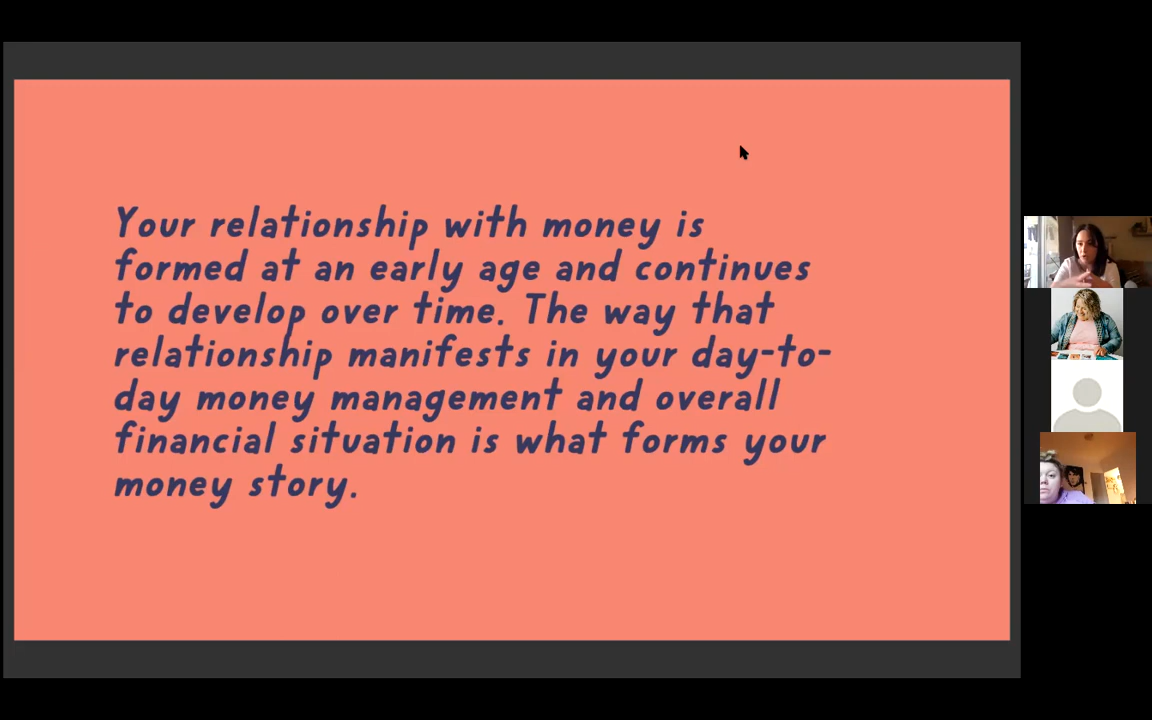 Your relationship with money is
formed at an early age and continues
to develop over time. The way that
relationship manifests in your day-to-
day money management and overall
financial situation is what forms your
money story.